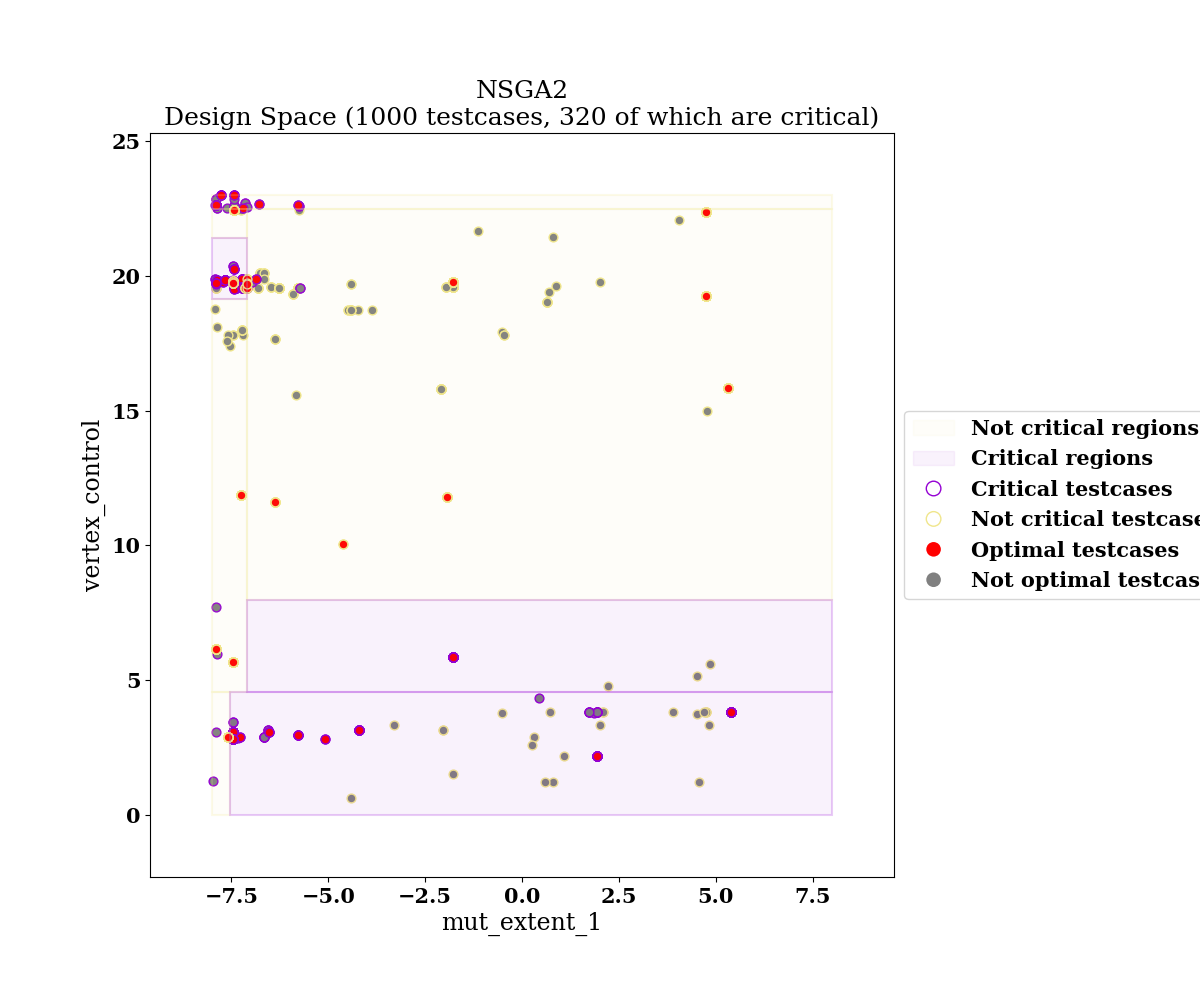 NSGA2
Design Space (1000 testcases, 320 of which are critical)
25
20
15
10
5
0
vertex_control
−7.5
−5.0
−2.5
0.0
2.5
5.0
7.5
mut_extent_1
Not critical regions
Critical regions
Critical testcases
Not critical testcase
Optimal testcases
Not optimal testcas